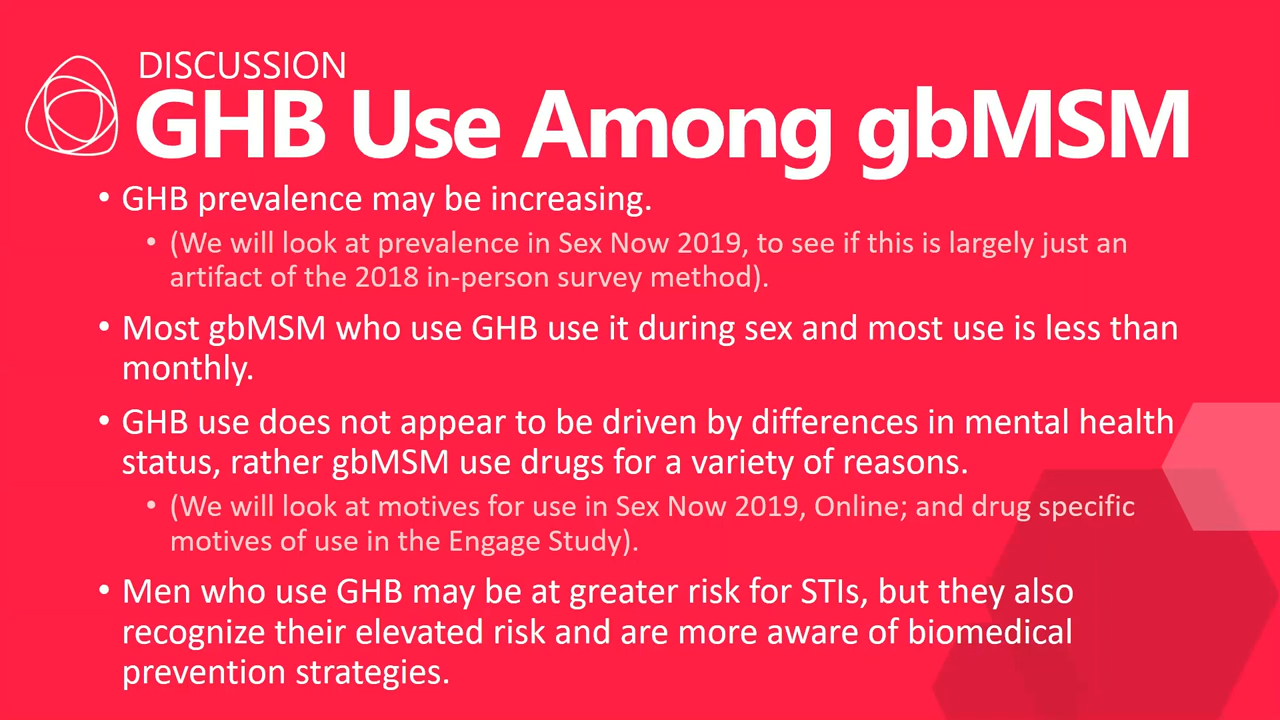 DISCUSSION
GHB Use Among gbMSM
• GHB prevalence may be increasing.
• (We will look at prevalence in Sex Now 2019, to see if this is largely just an
artifact of the 2018 in-person survey method).
• Most gbMSM who use GHB use it during sex and most use is less than
monthly.
• GHB use does not appear to be driven by differences in mental health
status, rather gbMSM use drugs for a variety of reasons.
• (We will look at motives for use in Sex Now 2019, Online; and drug specific
motives of use in the Engage Study).
• Men who use GHB may be at greater risk for STIs, but they also
recognize their elevated risk and are more aware of biomedical
prevention strategies.